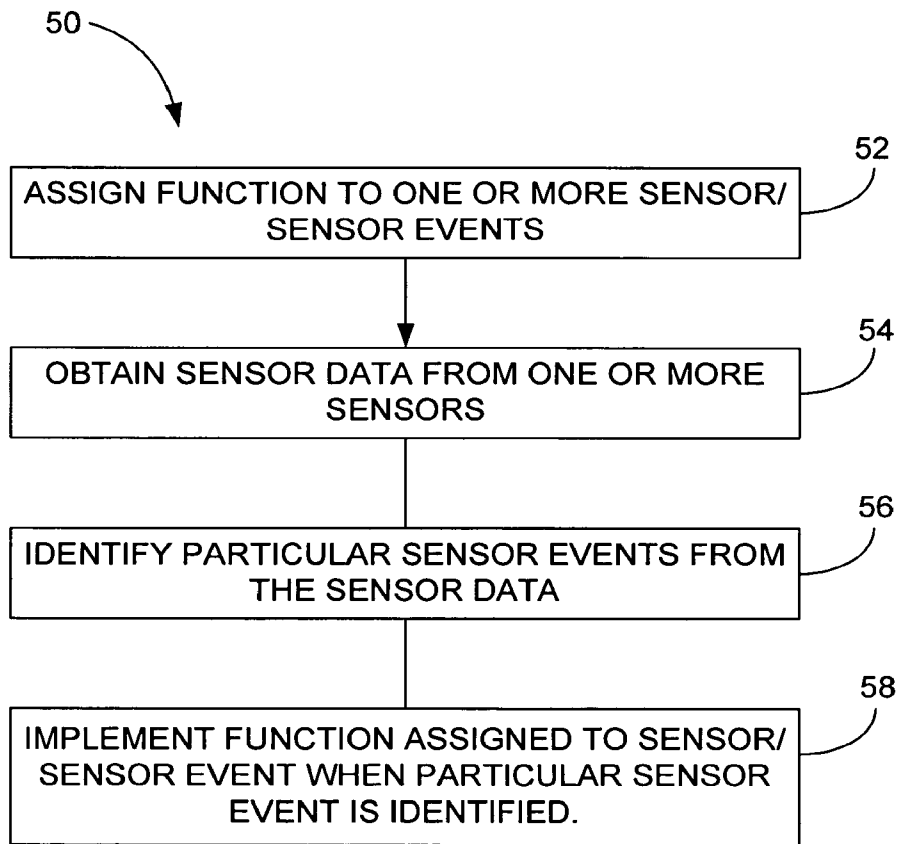 50
52
ASSIGN FUNCTION TO ONE OR MORE SENSOR/
SENSOR EVENTS
54
OBTAIN SENSOR DATA FROM ONE OR MORE
SENSORS
56
IDENTIFY PARTICULAR SENSOR EVENTS FROM
THE SENSOR DATA
58
IMPLEMENT FUNCTION ASSIGNED TO SENSOR/
SENSOR EVENT WHEN PARTICULAR SENSOR
EVENT IS IDENTIFIED.